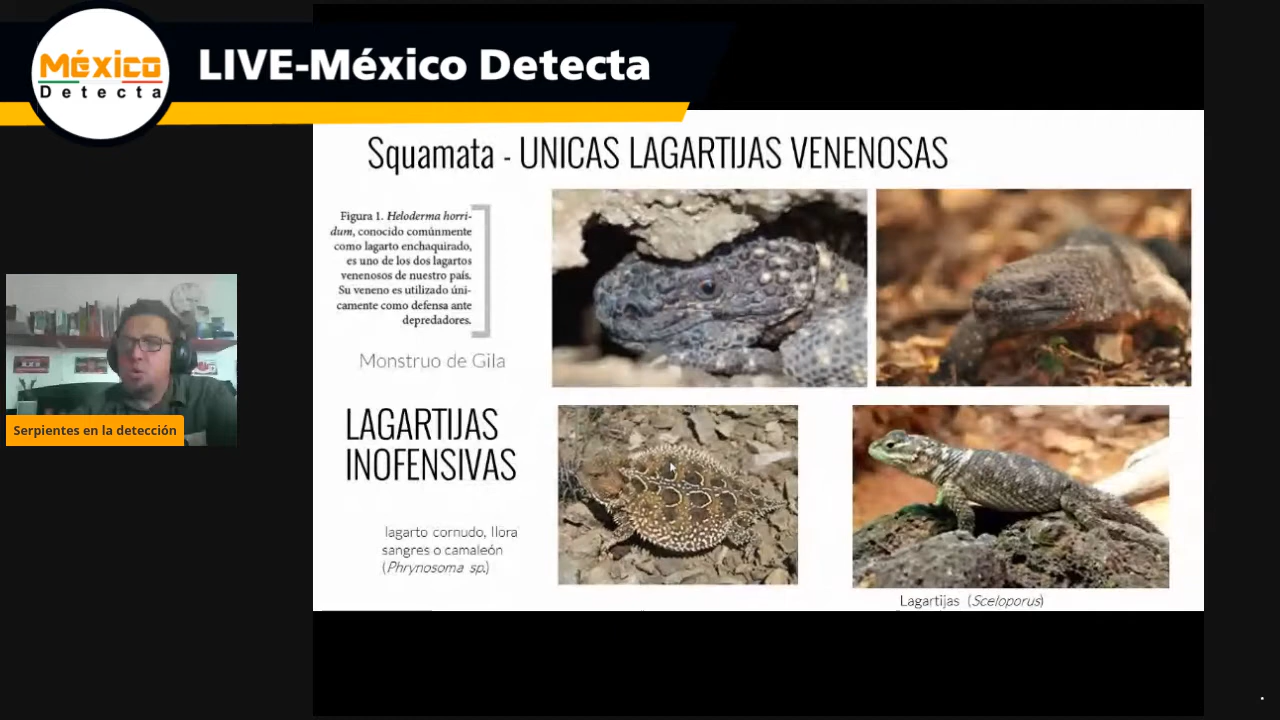 México
Detecta
LIVE-México Detecta
Squamata - UNICAS LAGARTIJAS VENENOSAS
Figura 1. Heloderma horri-
dum, conocido comúnmente
como lagarto enchaquirado,
es uno de los dos lagartos
venenosos de nuestro país.
Su veneno es utilizado úni-
camente como defensa ante
depredadores.
Monstruo de Gila
LAGARTIJAS
INOFENSIVAS
lagarto cornudo, llora
sangres o camaleón
(Phrynosoma sp.)
Lagartijas (Sceloporus)
Serpientes en la detección